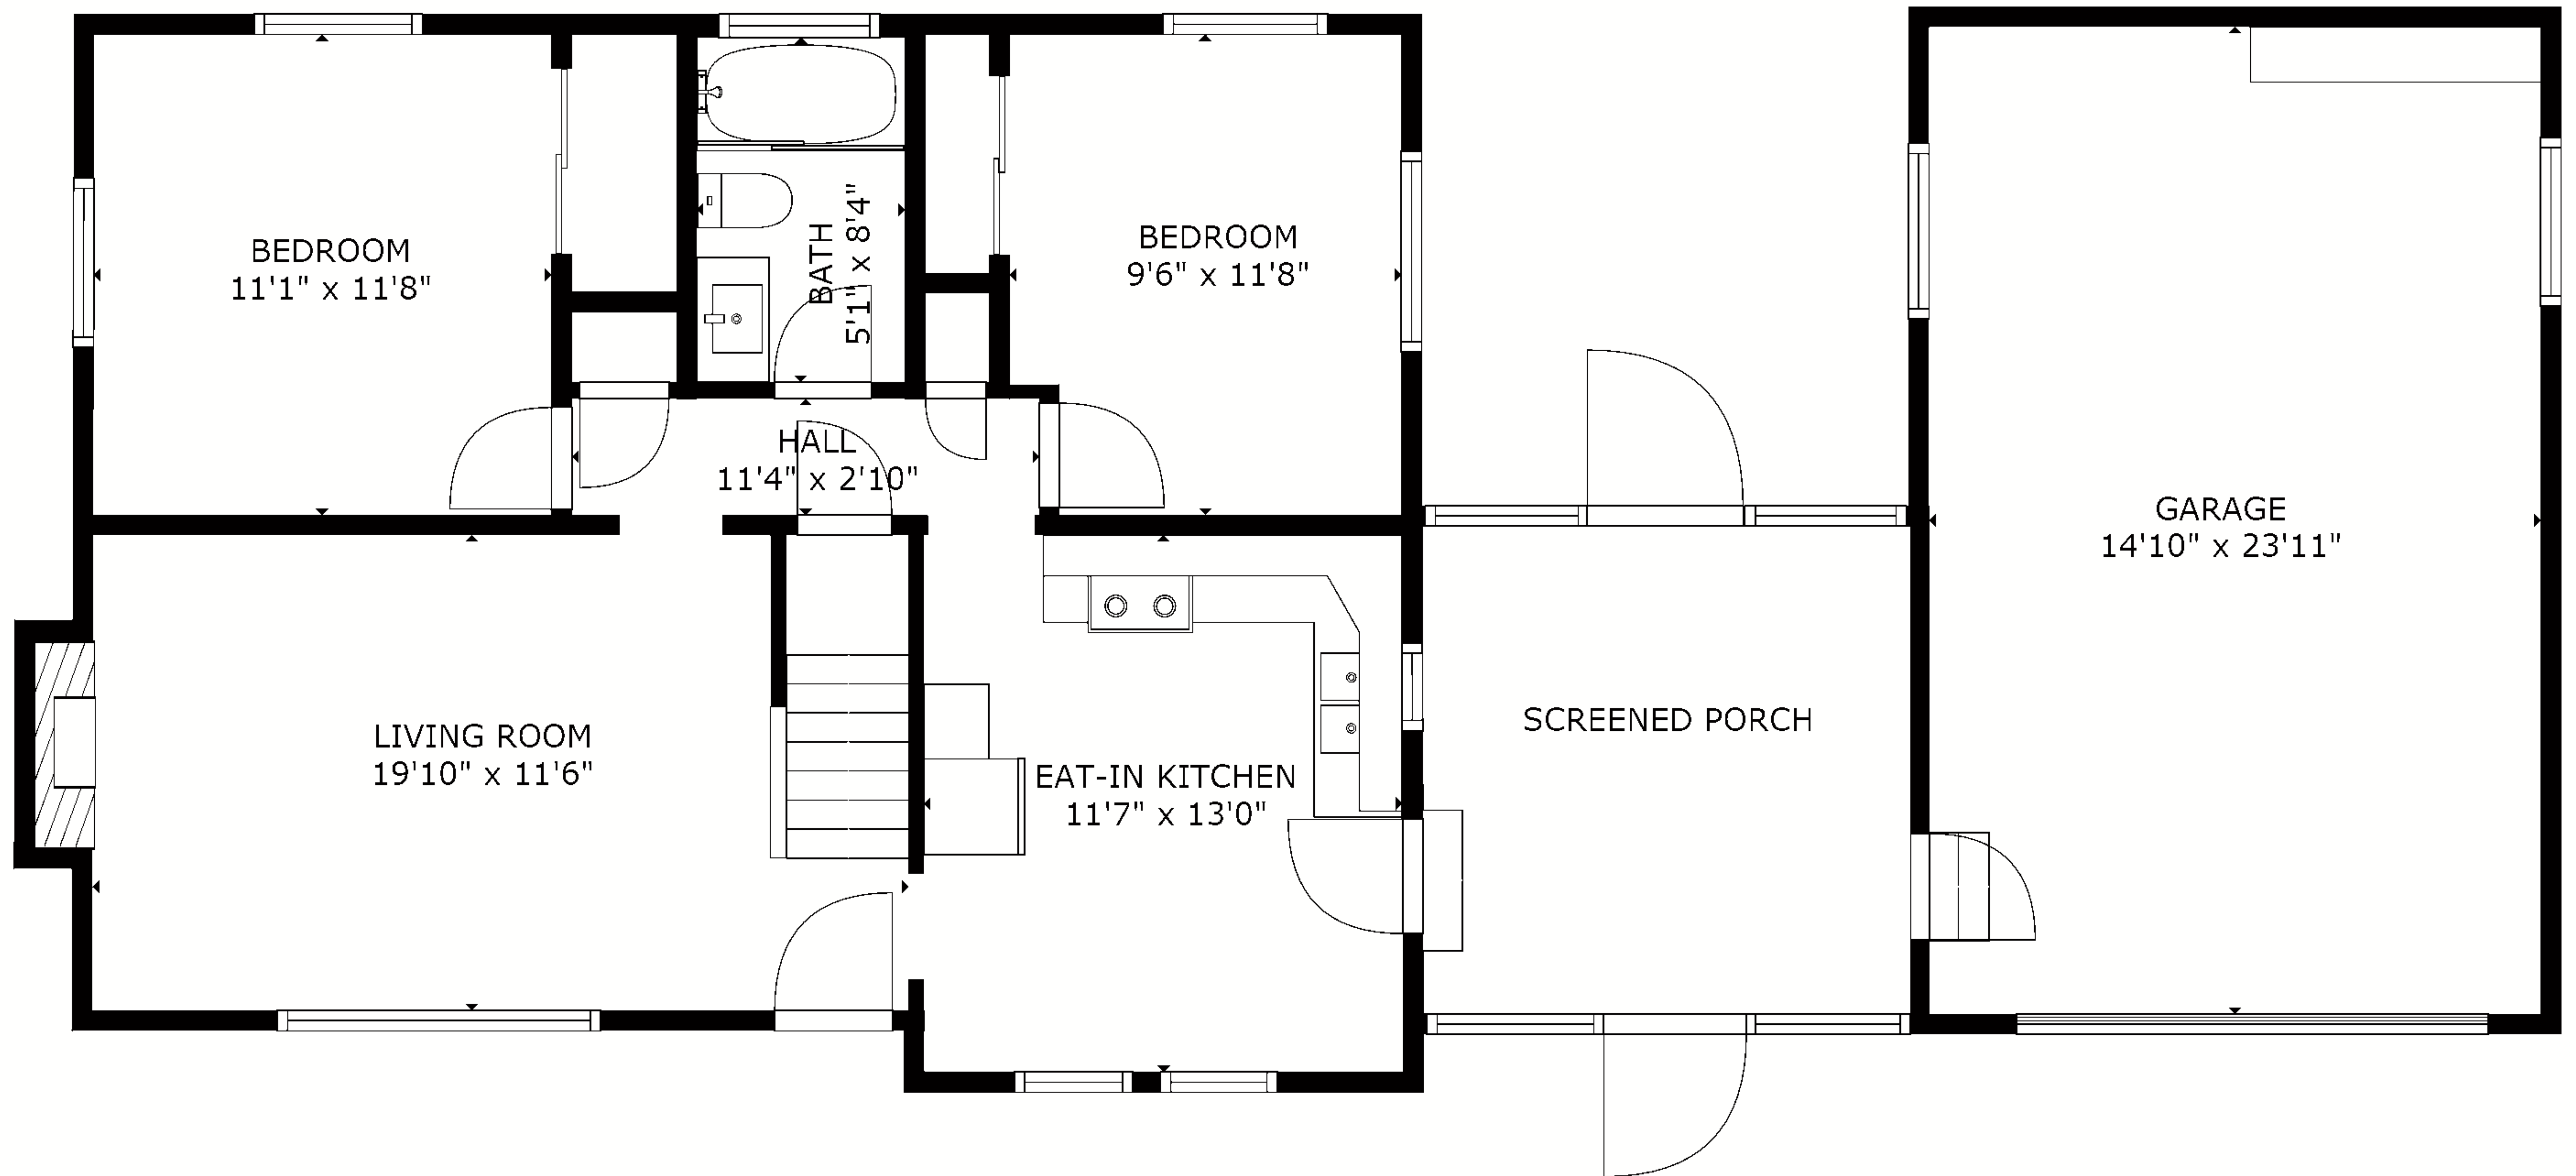 BEDROOM
11'1" x 11'8"
BATH
5'1" x 8'4"
BEDROOM
9'6" x 11'8"
HALL
11'4" x 2'10"
GARAGE
14'10" x 23'11"
LIVING ROOM
19'10" x 11'6"
EAT-IN KITCHEN
11'7" x 13'0"
SCREENED PORCH